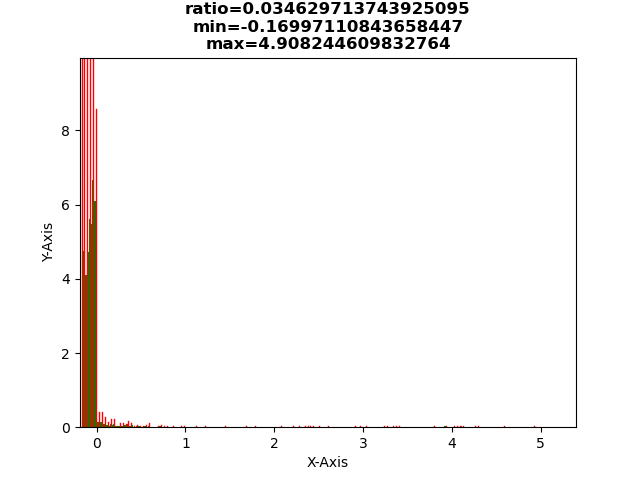 ratio=0.034629713743925095
min=-0.16997110843658447
max=4.908244609832764
8
6
4
2
0
Y-Axis
0 1 2 3 4 5
X-Axis